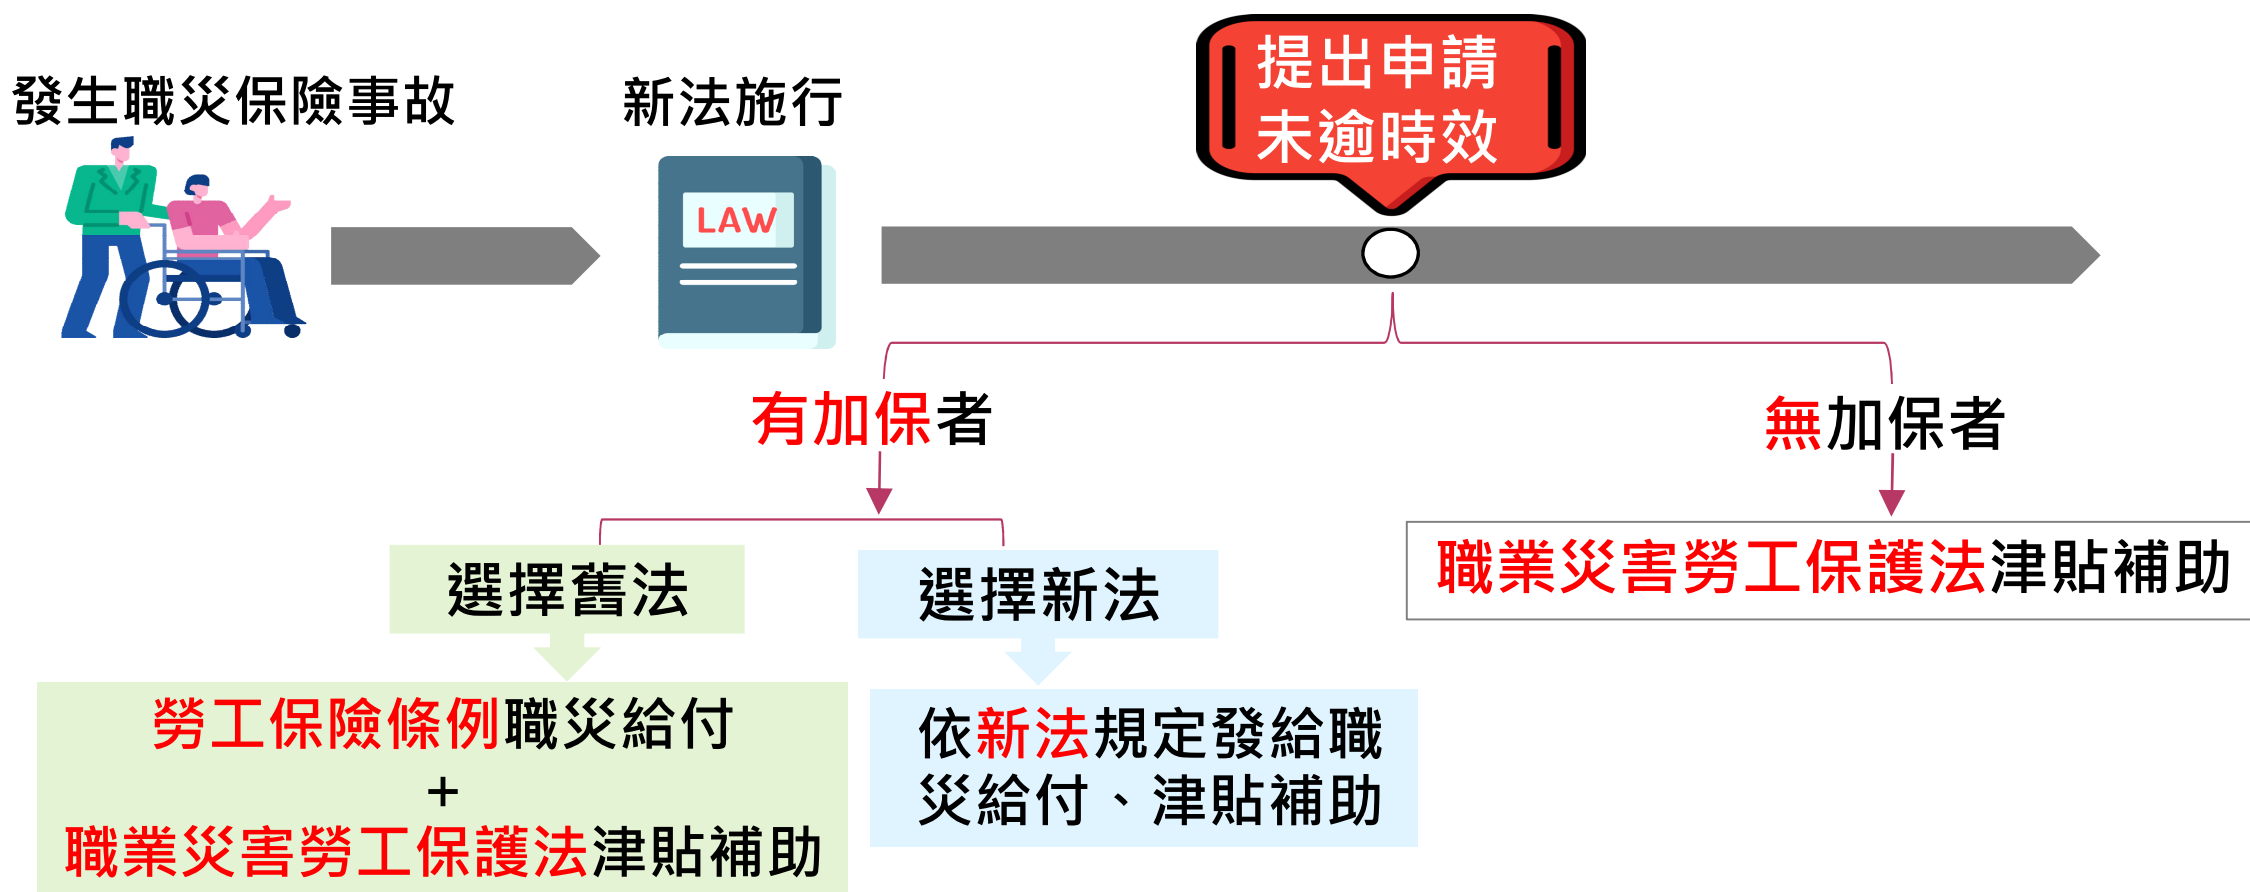 發生職災保險事故
新法施行
提出申請
未逾時效
LAW
有加保者
無加保者
選擇舊法
選擇新法
職業災害勞工保護法津貼補助
勞工保險條例職災給付
+
職業災害勞工保護法津貼補助
依新法規定發給職
災給付、津貼補助